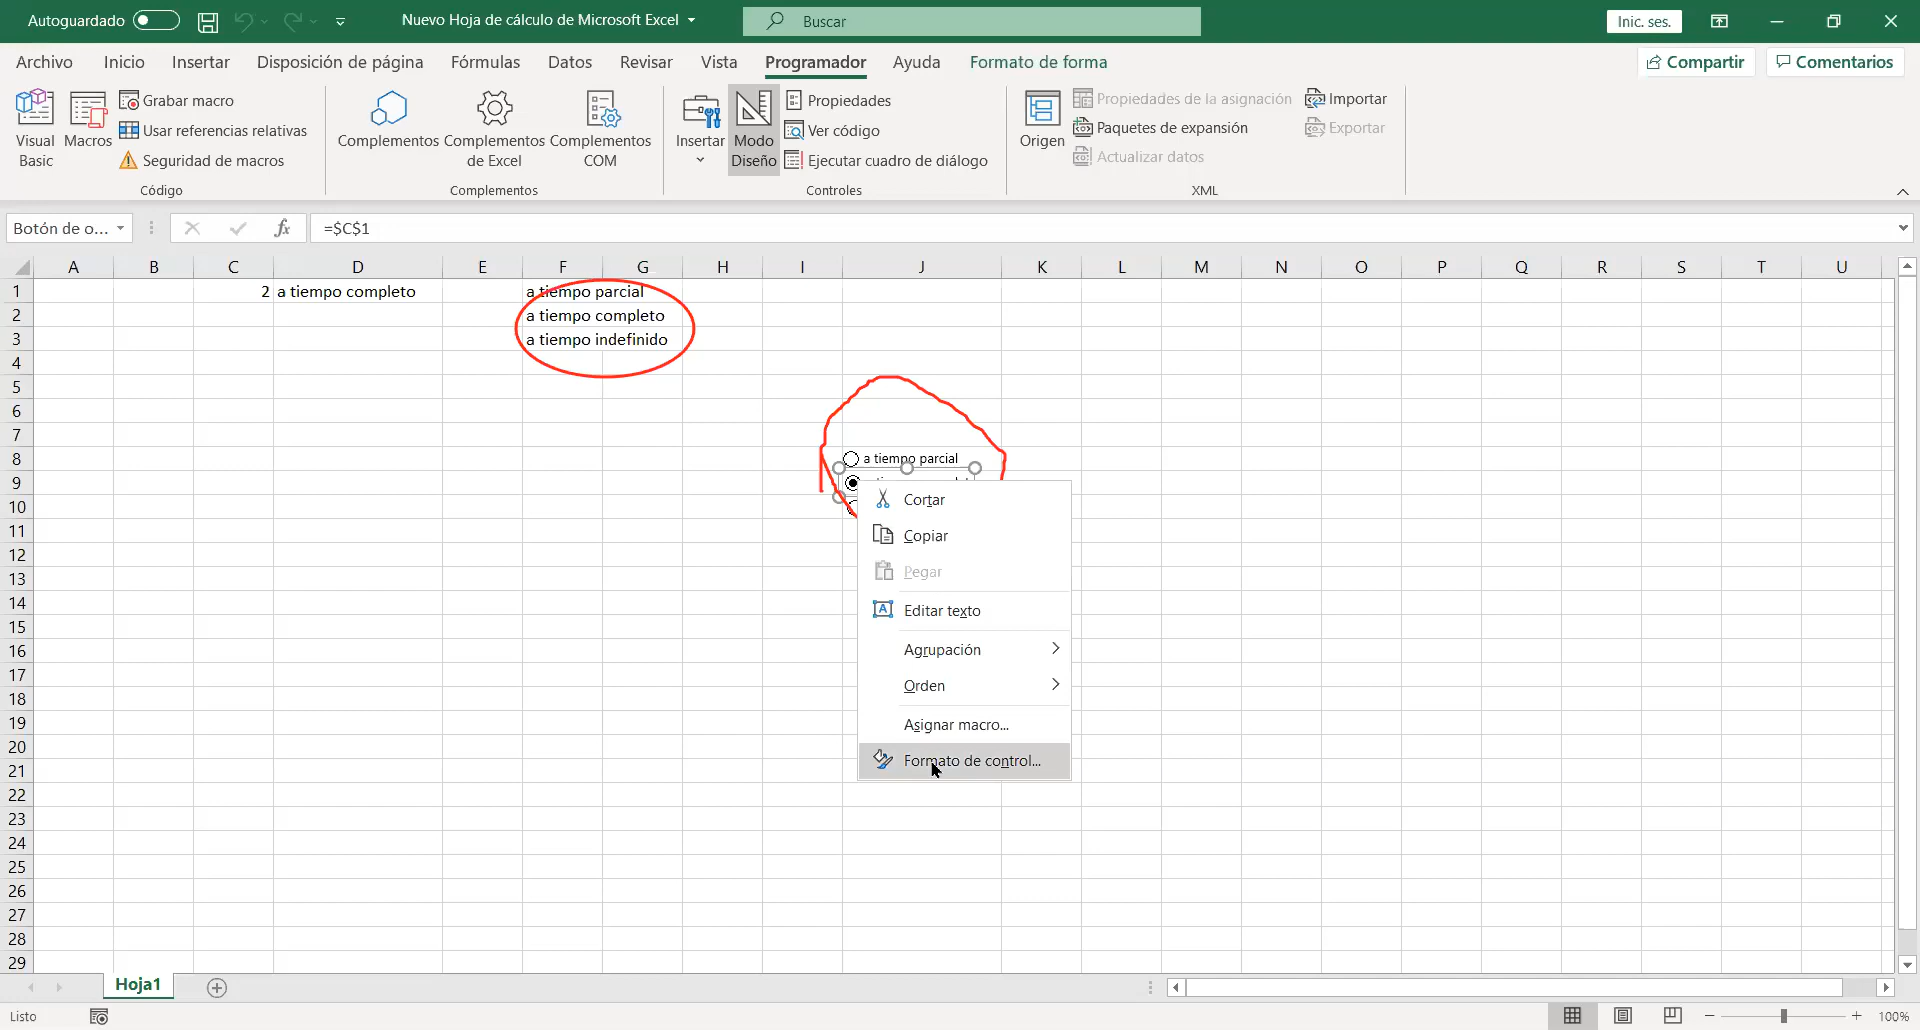 Autoguardado
Nuevo Hoja de cálculo de Microsoft Excel
Buscar
Inic. ses.
Archivo Inicio Insertar Disposición de página Fórmulas Datos Revisar Vista Programador Ayuda Formato de forma
Compartir Comentarios
Visual Basic
Macros
Grabar macro
Usar referencias relativas
Seguridad de macros
Código
Complementos
Complementos de Excel
Complementos COM
Complementos
Insertar
Modo Diseño
Propiedades
Ver código
Ejecutar cuadro de diálogo
Controles
Origen
Propiedades de la asignación
Paquetes de expansión
Actualizar datos
Importar
Exportar
XML
Botón de o... fx =$C$1
A B C D E F G H I J K L M N O P Q R S T U
1 2 a tiempo completo a tiempo parcial
2 a tiempo completo
3 a tiempo indefinido
4
5
6
7
8 a tiempo parcial
9
10
11
12
13
14
15
16
17
18
19
20
21
22
23
24
25
26
27
28
29
Cortar
Copiar
Pegar
Editar texto
Agrupación
Orden
Asignar macro...
Formato de control...
Hoja1
Listo
100%